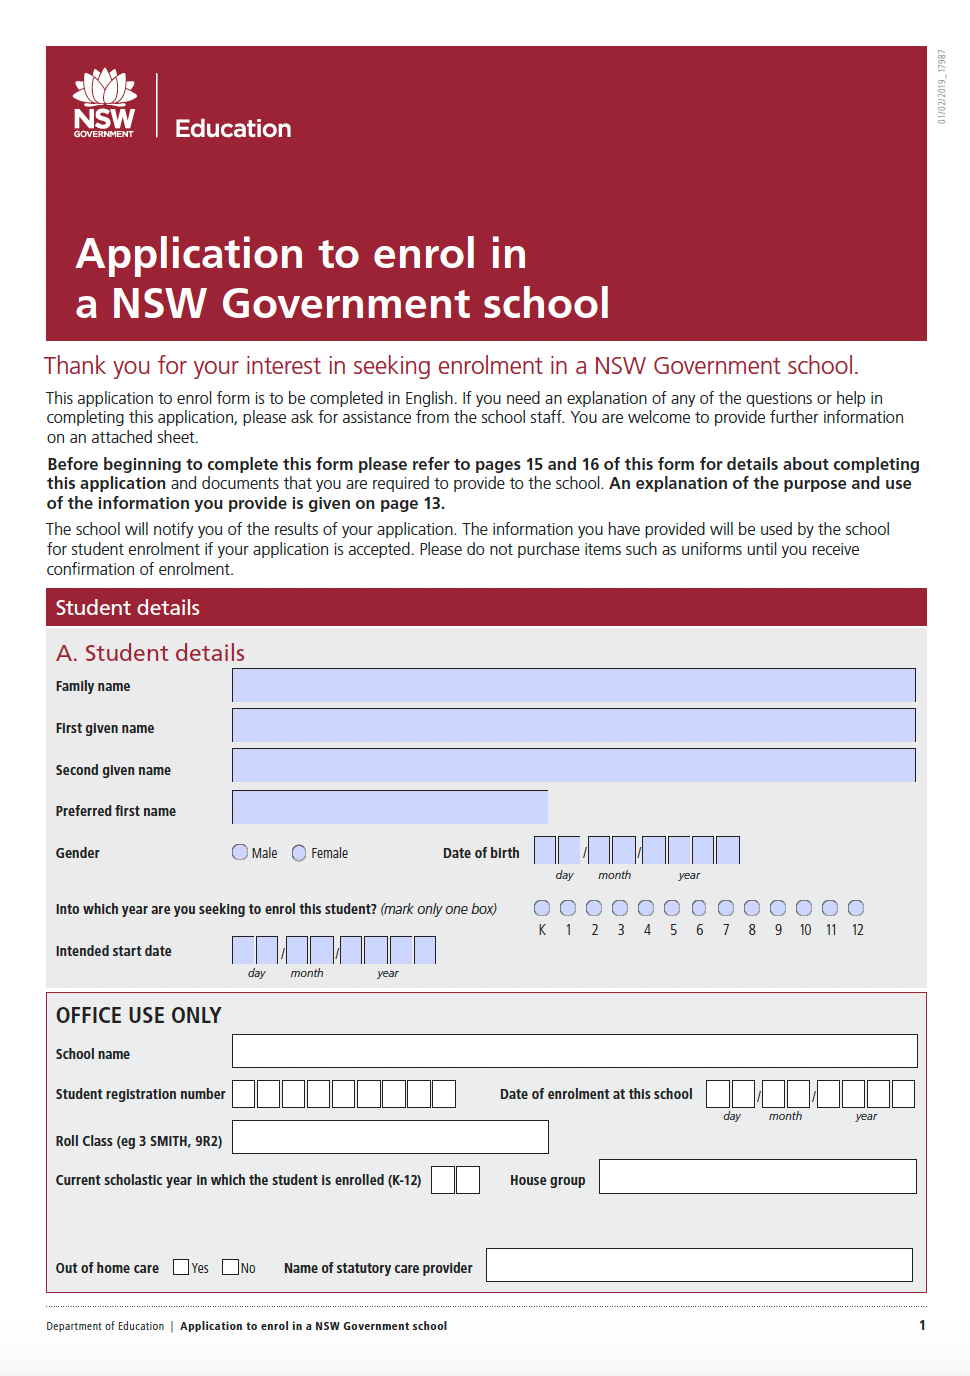 01/02/2019_17987
NSW
GOVERNMENT
Education
Application to enrol in
a NSW Government school
Thank you for your interest in seeking enrolment in a NSW Government school.
This application to enrol form is to be completed in English. If you need an explanation of any of the questions or help in
completing this application, please ask for assistance from the school staff. You are welcome to provide further information
on an attached sheet.
Before beginning to complete this form please refer to pages 15 and 16 of this form for details about completing
this application and documents that you are required to provide to the school. An explanation of the purpose and use
of the information you provide is given on page 13.
The school will notify you of the results of your application. The information you have provided will be used by the school
for student enrolment if your application is accepted. Please do not purchase items such as uniforms until you receive
confirmation of enrolment.
Student details
A. Student details
Family name
First given name
Second given name
Preferred first name
Gender Male Female Date of birth / /
day month year
Into which year are you seeking to enrol this student? (mark only one box)
K 1 2 3 4 5 6 7 8 9 10 11 12
Intended start date / /
day month year
OFFICE USE ONLY
School name
Student registration number Date of enrolment at this school / /
day month year
Roll Class (eg 3 SMITH, 9R2)
Current scholastic year in which the student is enrolled (K-12) House group
Out of home care Yes No Name of statutory care provider
Department of Education | Application to enrol in a NSW Government school 1